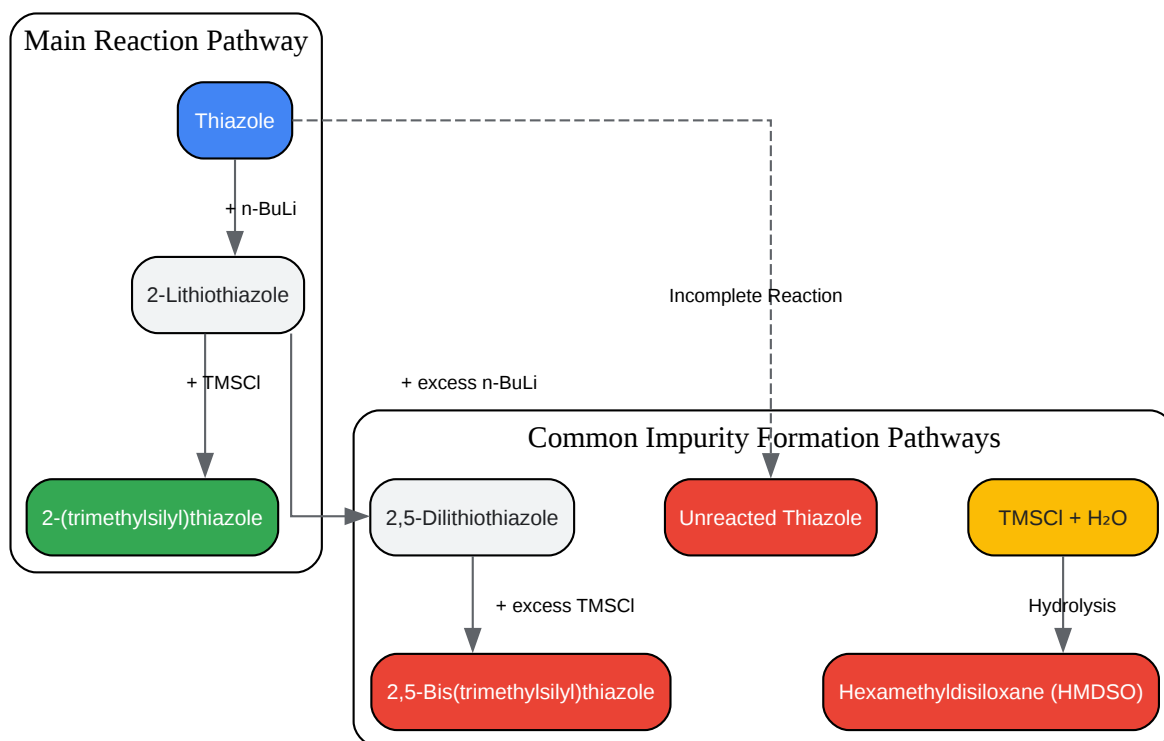 Main Reaction Pathway
Thiazole
+ n-BuLi
2-Lithiothiazole
Incomplete Reaction
+ TMSCl
+ excess n-BuLi
Common Impurity Formation Pathways
2-(trimethylsilyl)thiazole
2,5-Dilithiothiazole
Unreacted Thiazole
TMSCl + H₂O
+ excess TMSCl
Hydrolysis
2,5-Bis(trimethylsilyl)thiazole
Hexamethyldisiloxane (HMDSO)